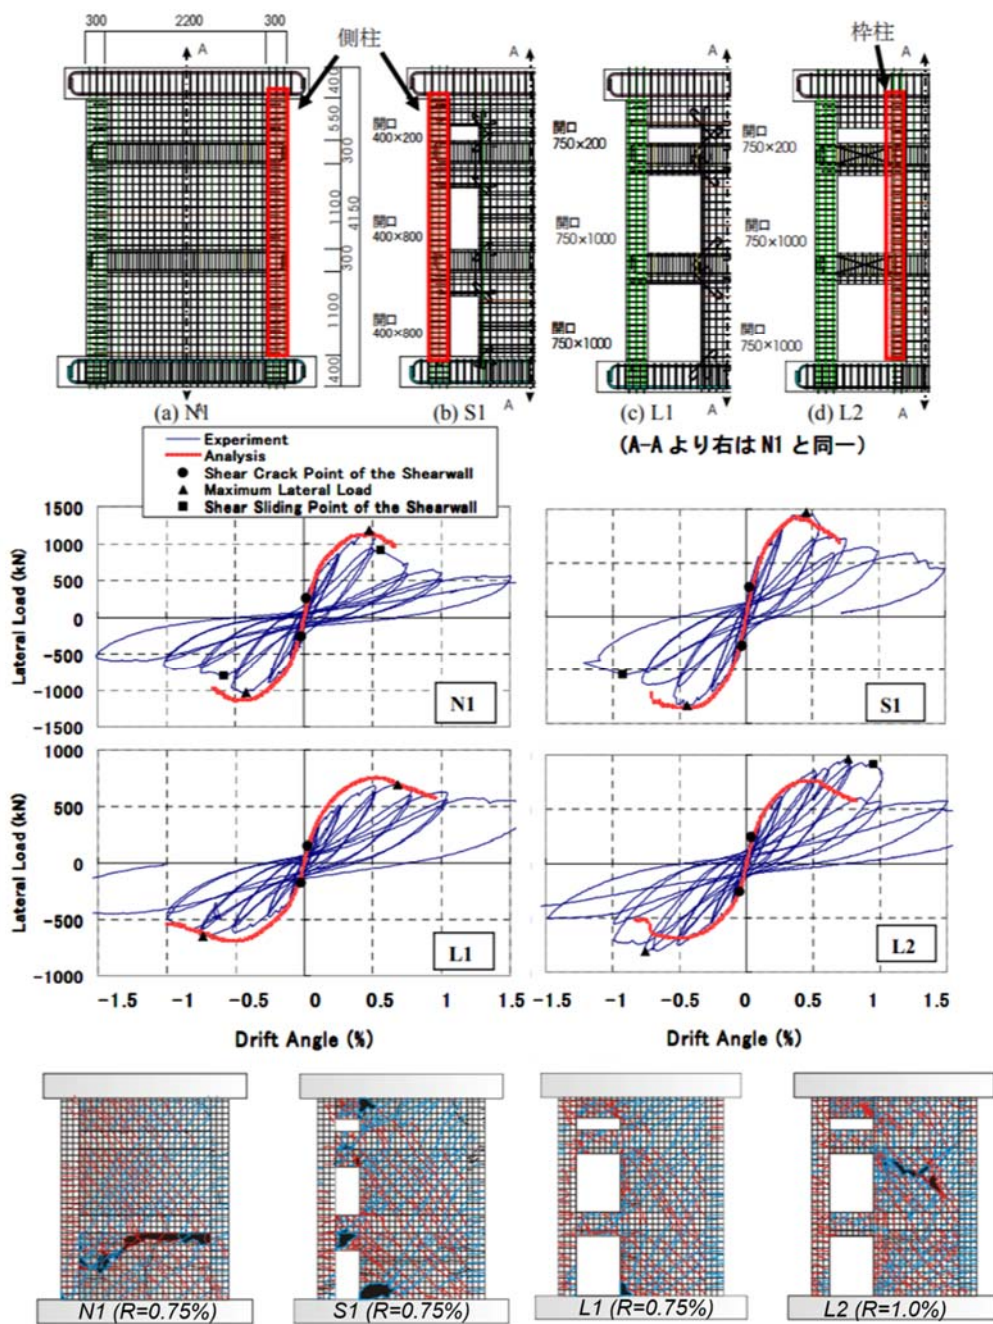 300 2200 300
側柱
枠柱
A
A
A
A
400
550
300
1100
4150
300
1100
400
開口
400×200
開口
400×800
開口
400×800
開口
750×200
開口
750×1000
開口
750×1000
開口
750×200
開口
750×1000
開口
750×1000
A
A
A
A
(a) N1
(b) S1
(c) L1
(d) L2
(A-A より右は N1 と同一)
Experiment
Analysis
Shear Crack Point of the Shearwall
Maximum Lateral Load
Shear Sliding Point of the Shearwall
Lateral Load (kN)
1500
1000
500
0
-500
-1000
-1500
N1
S1
Lateral Load (kN)
1000
500
0
-500
-1000
L1
L2
-1.5 -1 -0.5 0 0.5 1 1.5
-1.5 -1 -0.5 0 0.5 1 1.5
Drift Angle (%)
Drift Angle (%)
N1 (R=0.75%)
S1 (R=0.75%)
L1 (R=0.75%)
L2 (R=1.0%)